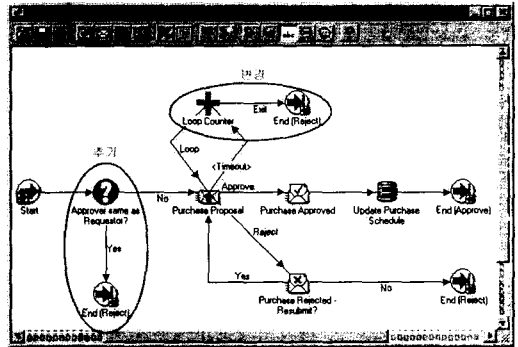 변경
Loop Counter
Exit
End (Reject)
Loop
<Timeout>
추가
Start
Approver same as
Requestor?
No
Approve
Purchase Proposal
Purchase Approved
Update Purchase
Schedule
End (Approve)
Reject
Yes
End (Reject)
Yes
Purchase Rejected -
Resubmit?
No
End (Reject)